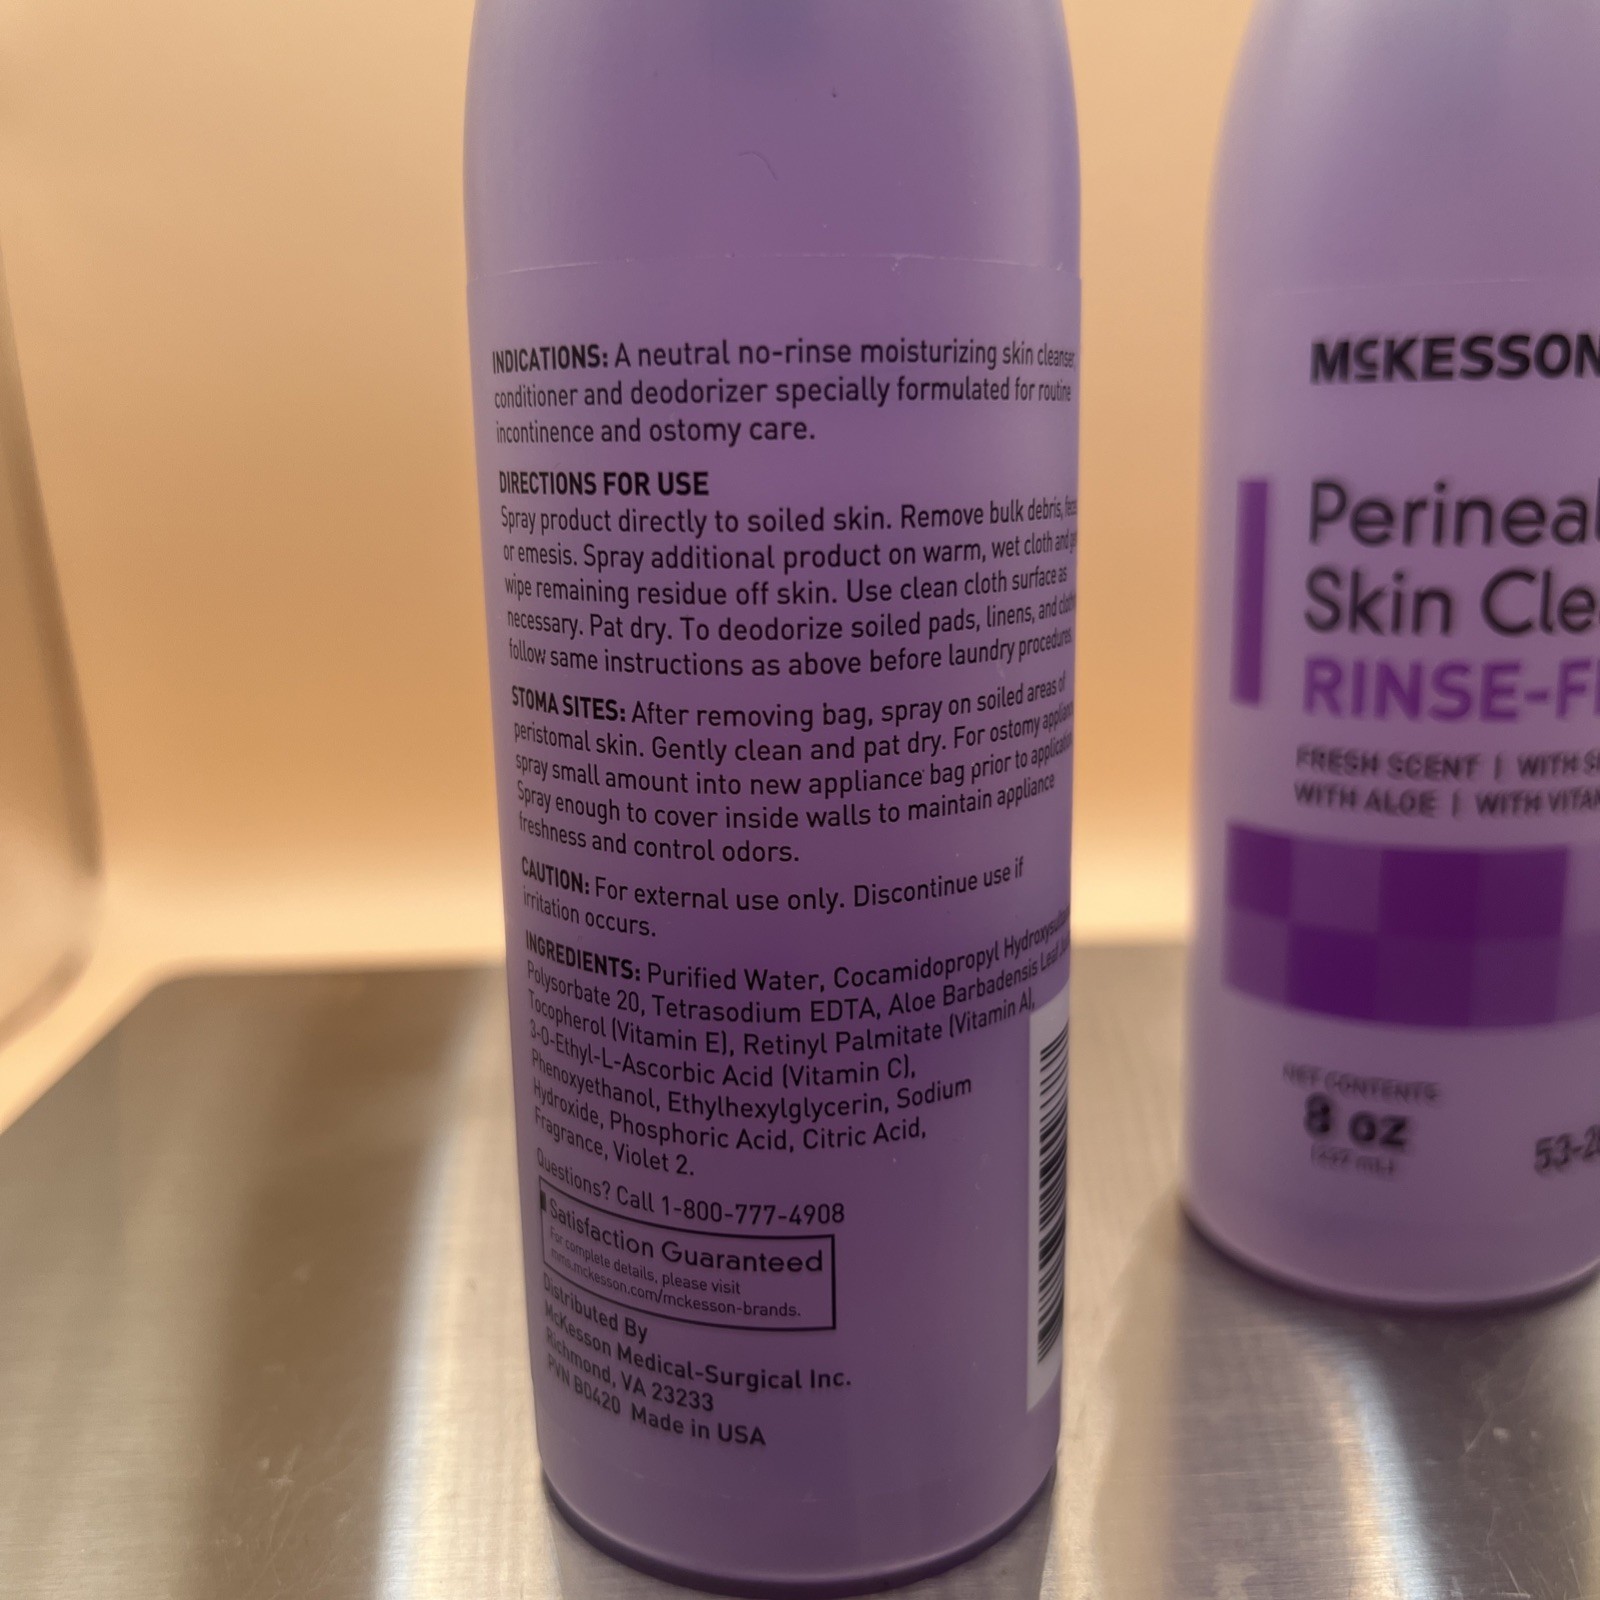 INDICATIONS: A neutral no-rinse moisturizing skin cleanser,
conditioner and deodorizer specially formulated for routine
incontinence and ostomy care.
DIRECTIONS FOR USE
Spray product directly to soiled skin. Remove bulk debris,
or emesis. Spray additional product on warm, wet cloth and
wipe remaining residue off skin. Use clean cloth surface as
necessary. Pat dry. To deodorize soiled pads, linens, and
follow same instructions as above before laundry procedures.
STOMA SITES: After removing bag, spray on soiled areas of
peristomal skin. Gently clean and pat dry. For ostomy
spray small amount into new appliance bag prior to application.
Spray enough to cover inside walls to maintain appliance
freshness and control odors.
CAUTION: For external use only. Discontinue use if
irritation occurs.
INGREDIENTS: Purified Water, Cocamidopropyl
Polysorbate 20, Tetrasodium EDTA, Aloe Barbadensis Leaf
Tocopherol (Vitamin E), Retinyl Palmitate (Vitamin A),
3-O-Ethyl-L-Ascorbic Acid (Vitamin C),
Phenoxyethanol, Ethylhexylglycerin, Sodium
Hydroxide, Phosphoric Acid, Citric Acid,
Fragrance, Violet 2.
Questions? Call 1-800-777-4908
Satisfaction Guaranteed
For complete details, please visit
mms.mckesson.com/mckesson-brands.
Distributed By
McKesson Medical-Surgical Inc.
Richmond, VA 23233
PVN B0420 Made in USA
MCKESSON
Perineal
Skin Cle
RINSE-F
FRESH SCENT | WITH
WITH ALOE | WITH VITA
NET CONTENTS
8 oz
53-2